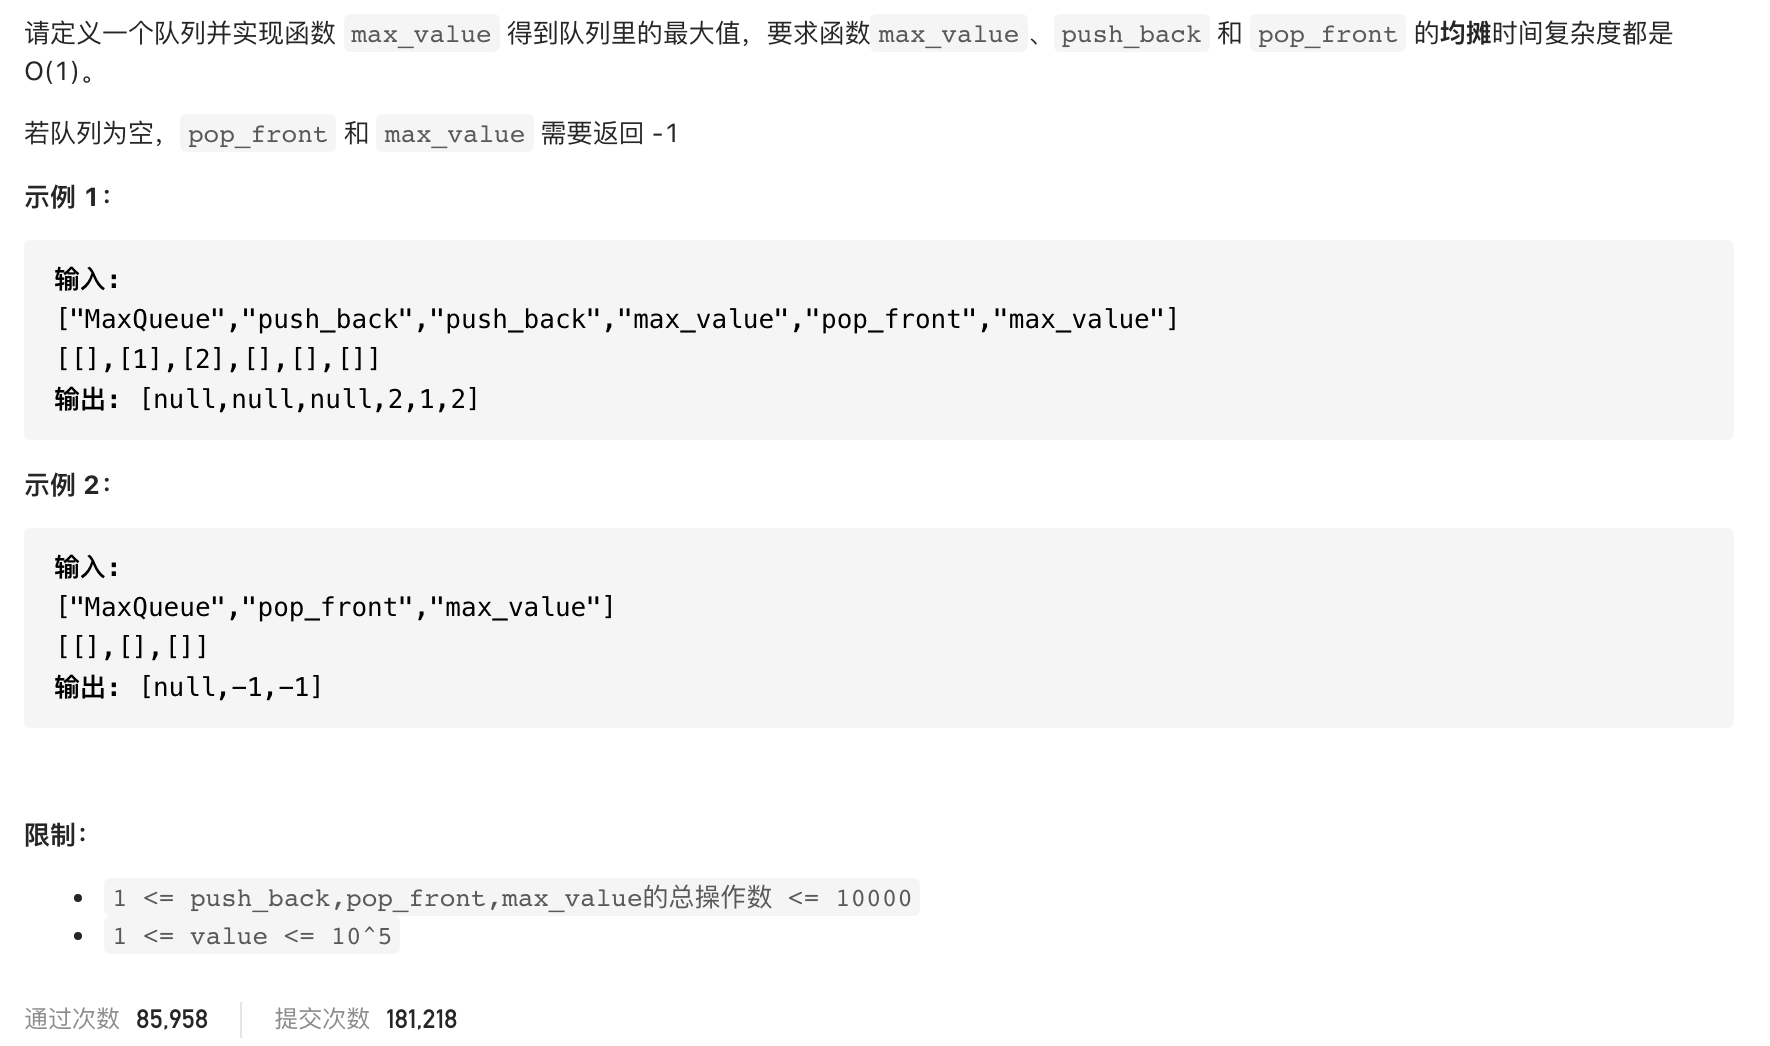 请定义一个队列并实现函数 max_value 得到队列里的最大值，要求函数max_value、push_back 和 pop_front 的均摊时间复杂度都是
O(1)。
若队列为空，pop_front 和 max_value 需要返回 -1
示例 1：
输入:
["MaxQueue","push_back","push_back","max_value","pop_front","max_value"]
[[],[1],[2],[],[],[]]
输出: [null,null,null,2,1,2]
示例 2：
输入:
["MaxQueue","pop_front","max_value"]
[[],[],[]]
输出: [null,-1,-1]
限制：
• 1 <= push_back,pop_front,max_value的总操作数 <= 10000
• 1 <= value <= 10^5
通过次数 85,958 提交次数 181,218